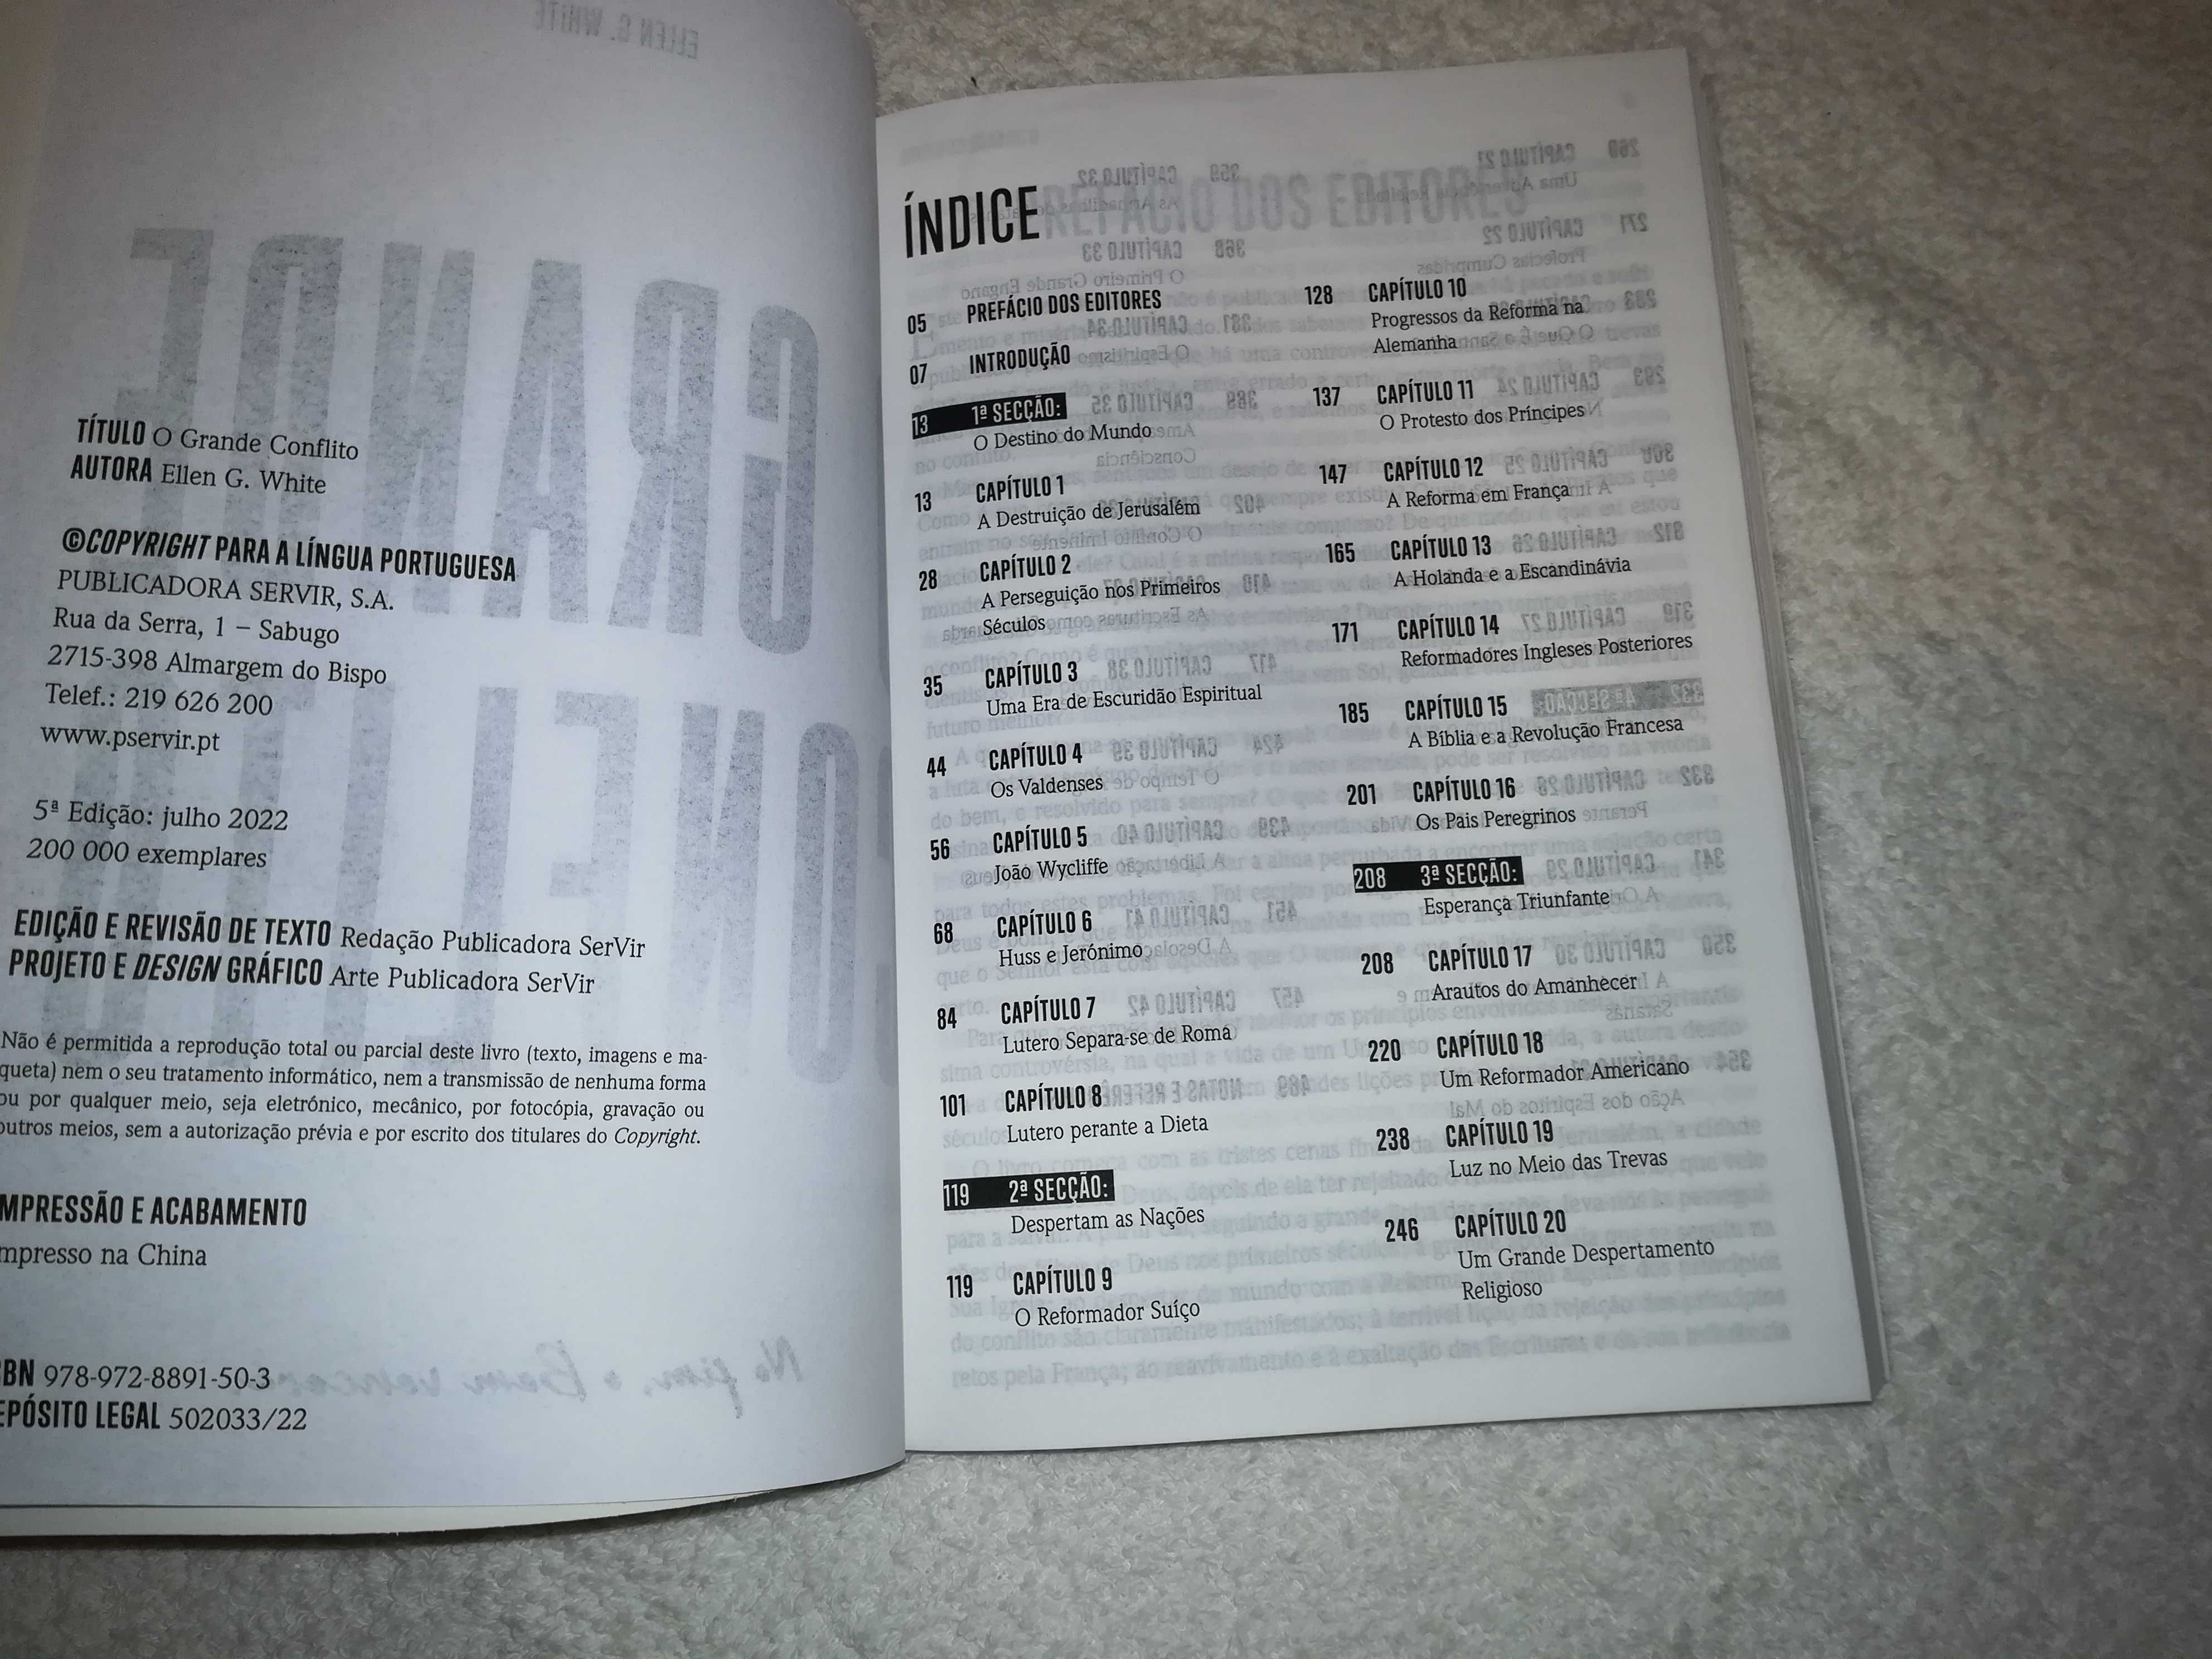 TÍTULO O Grande Conflito
AUTORA Ellen G. White
©COPYRIGHT PARA A LÍNGUA PORTUGUESA
PUBLICADORA SERVIR, S.A.
Rua da Serra, 1 – Sabugo
2715-398 Almargem do Bispo
Telef.: 219 626 200
www.pservir.pt
5ª Edição: julho 2022
200 000 exemplares
EDIÇÃO E REVISÃO DE TEXTO Redação Publicadora SerVir
PROJETO E DESIGN GRÁFICO Arte Publicadora SerVir
Não é permitida a reprodução total ou parcial deste livro (texto, imagens e ma-
queta) nem o seu tratamento informático, nem a transmissão de nenhuma forma
ou por qualquer meio, seja eletrónico, mecânico, por fotocópia, gravação ou
outros meios, sem a autorização prévia e por escrito dos titulares do Copyright.
MPRESSÃO E ACABAMENTO
mpresso na China
BN 978-972-8891-50-3
EPÓSITO LEGAL 502033/22
ÍNDICE
05 PREFÁCIO DOS EDITORES
07 INTRODUÇÃO
13 1ª SECÇÃO:
O Destino do Mundo
13 CAPÍTULO 1
A Destruição de Jerusalém
28 CAPÍTULO 2
A Perseguição nos Primeiros
Séculos
35 CAPÍTULO 3
Uma Era de Escuridão Espiritual
44 CAPÍTULO 4
Os Valdenses
56 CAPÍTULO 5
João Wycliffe
68 CAPÍTULO 6
Huss e Jerónimo
84 CAPÍTULO 7
Lutero Separa-se de Roma
101 CAPÍTULO 8
Lutero perante a Dieta
119 2ª SECÇÃO:
Despertam as Nações
119 CAPÍTULO 9
O Reformador Suíço
128 CAPÍTULO 10
Progressos da Reforma na
Alemanha
137 CAPÍTULO 11
O Protesto dos Príncipes
147 CAPÍTULO 12
A Reforma em França
165 CAPÍTULO 13
A Holanda e a Escandinávia
171 CAPÍTULO 14
Reformadores Ingleses Posteriores
185 CAPÍTULO 15
A Bíblia e a Revolução Francesa
201 CAPÍTULO 16
Os Pais Peregrinos
208 3ª SECÇÃO:
Esperança Triunfante
208 CAPÍTULO 17
Arautos do Amanhecer
220 CAPÍTULO 18
Um Reformador Americano
238 CAPÍTULO 19
Luz no Meio das Trevas
246 CAPÍTULO 20
Um Grande Despertamento
Religioso